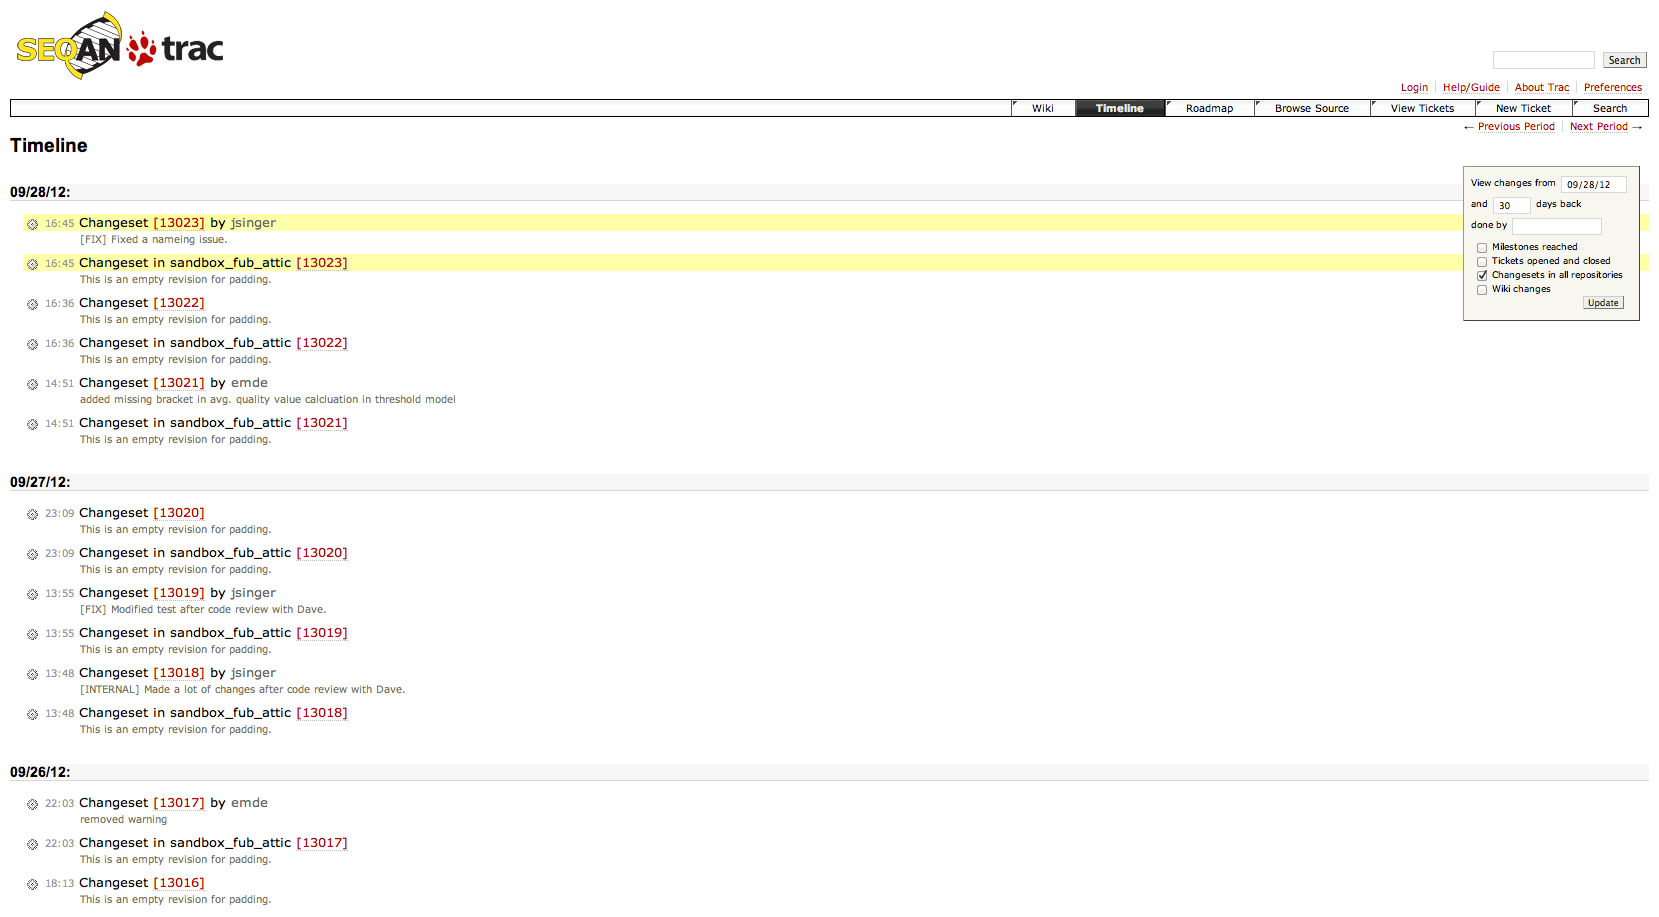 SEQAN trac
Search
Login Help/Guide About Trac Preferences
Wiki Timeline Roadmap Browse Source View Tickets New Ticket Search
← Previous Period Next Period →
Timeline
View changes from 09/28/12
and 30 days back
done by
Milestones reached
Tickets opened and closed
Changesets in all repositories
Wiki changes
Update
09/28/12:
16:45 Changeset [13023] by jsinger
[FIX] Fixed a nameing issue.
16:45 Changeset in sandbox_fub_attic [13023]
This is an empty revision for padding.
16:36 Changeset [13022]
This is an empty revision for padding.
16:36 Changeset in sandbox_fub_attic [13022]
This is an empty revision for padding.
14:51 Changeset [13021] by emde
added missing bracket in avg. quality value calcluation in threshold model
14:51 Changeset in sandbox_fub_attic [13021]
This is an empty revision for padding.
09/27/12:
23:09 Changeset [13020]
This is an empty revision for padding.
23:09 Changeset in sandbox_fub_attic [13020]
This is an empty revision for padding.
13:55 Changeset [13019] by jsinger
[FIX] Modified test after code review with Dave.
13:55 Changeset in sandbox_fub_attic [13019]
This is an empty revision for padding.
13:48 Changeset [13018] by jsinger
[INTERNAL] Made a lot of changes after code review with Dave.
13:48 Changeset in sandbox_fub_attic [13018]
This is an empty revision for padding.
09/26/12:
22:03 Changeset [13017] by emde
removed warning
22:03 Changeset in sandbox_fub_attic [13017]
This is an empty revision for padding.
18:13 Changeset [13016]
This is an empty revision for padding.